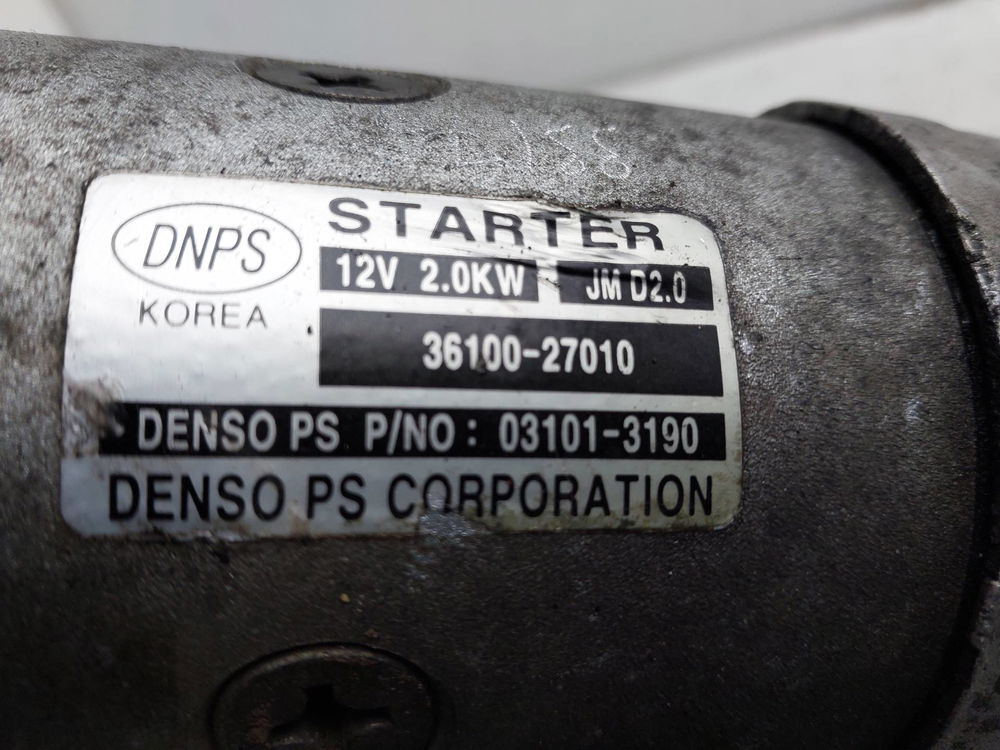 DNPS
KOREA
STARTER
12V 2.0KW JM D2.0
36100-27010
DENSO PS P/NO : 03101-3190
DENSO PS CORPORATION